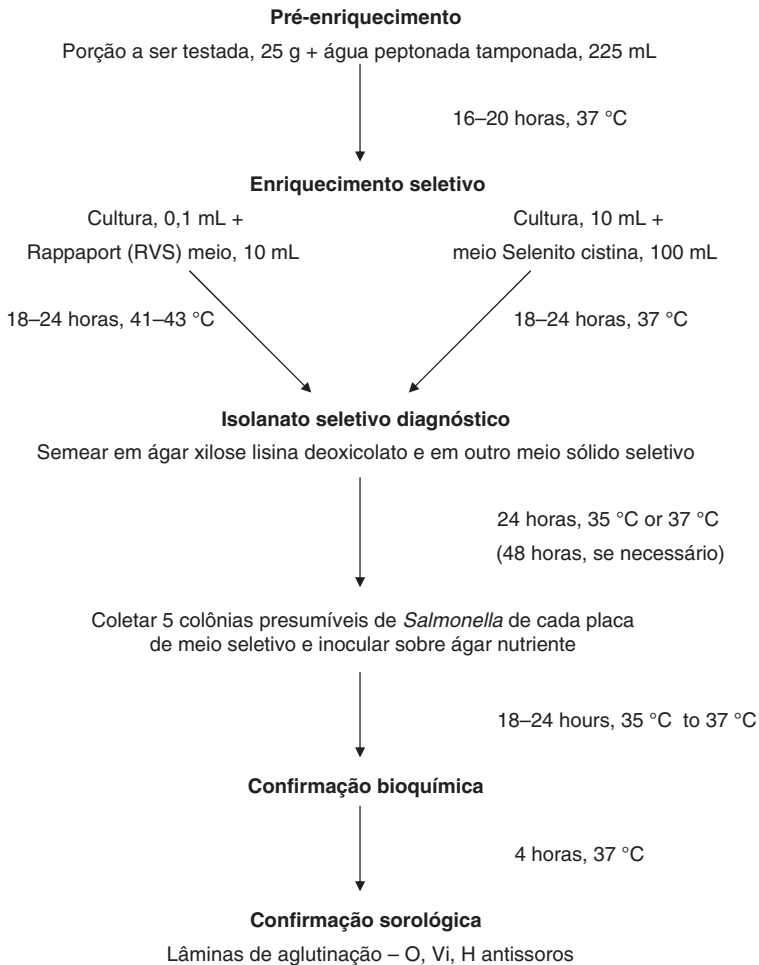 Pré-enriquecimento
Porção a ser testada, 25 g + água peptonada tamponada, 225 mL
16–20 horas, 37 °C
Enriquecimento seletivo
Cultura, 0,1 mL +
Rappaport (RVS) meio, 10 mL
Cultura, 10 mL +
meio Selenito cistina, 100 mL
18–24 horas, 41–43 °C
18–24 horas, 37 °C
Isolanato seletivo diagnóstico
Semear em ágar xilose lisina deoxicolato e em outro meio sólido seletivo
24 horas, 35 °C or 37 °C
(48 horas, se necessário)
Coletar 5 colônias presumíveis de Salmonella de cada placa
de meio seletivo e inocular sobre ágar nutriente
18–24 hours, 35 °C to 37 °C
Confirmação bioquímica
4 horas, 37 °C
Confirmação sorológica
Lâminas de aglutinação – O, Vi, H antissoros